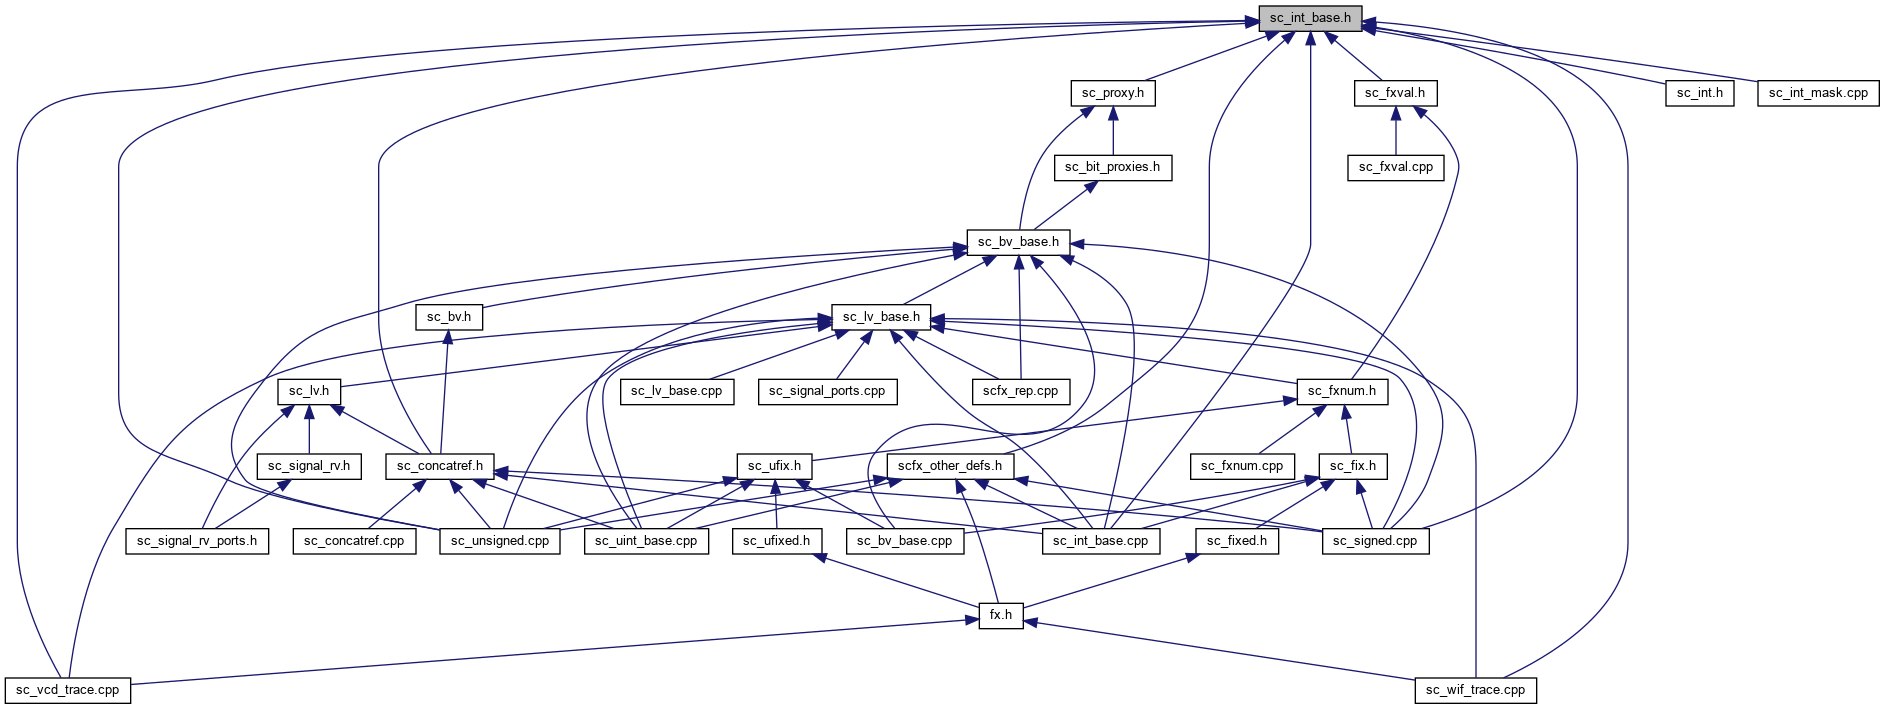 sc_int_base.h
sc_proxy.h
sc_fxval.h
sc_int.h
sc_int_mask.cpp
sc_bit_proxies.h
sc_fxval.cpp
sc_bv_base.h
sc_bv.h
sc_lv_base.h
sc_lv.h
sc_lv_base.cpp
sc_signal_ports.cpp
scfx_rep.cpp
sc_fxnum.h
sc_signal_rv.h
sc_concatref.h
sc_ufix.h
scfx_other_defs.h
sc_fxnum.cpp
sc_fix.h
sc_signal_rv_ports.h
sc_concatref.cpp
sc_unsigned.cpp
sc_uint_base.cpp
sc_ufixed.h
sc_bv_base.cpp
sc_int_base.cpp
sc_fixed.h
sc_signed.cpp
fx.h
sc_vcd_trace.cpp
sc_wif_trace.cpp